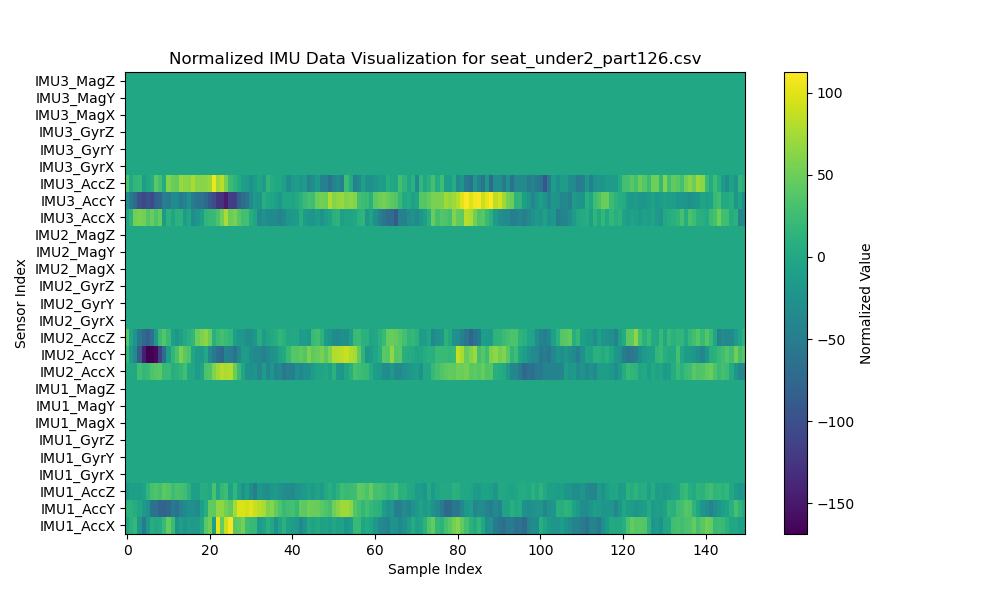 Normalized IMU Data Visualization for seat_under2_part126.csv
IMU3_MagZ
IMU3_MagY
IMU3_MagX
IMU3_GyrZ
IMU3_GyrY
IMU3_GyrX
IMU3_AccZ
IMU3_AccY
IMU3_AccX
IMU2_MagZ
IMU2_MagY
IMU2_MagX
IMU2_GyrZ
IMU2_GyrY
IMU2_GyrX
IMU2_AccZ
IMU2_AccY
IMU2_AccX
IMU1_MagZ
IMU1_MagY
IMU1_MagX
IMU1_GyrZ
IMU1_GyrY
IMU1_GyrX
IMU1_AccZ
IMU1_AccY
IMU1_AccX
Sensor Index
0 20 40 60 80 100 120 140
Sample Index
100
50
0
−50
−100
−150
Normalized Value